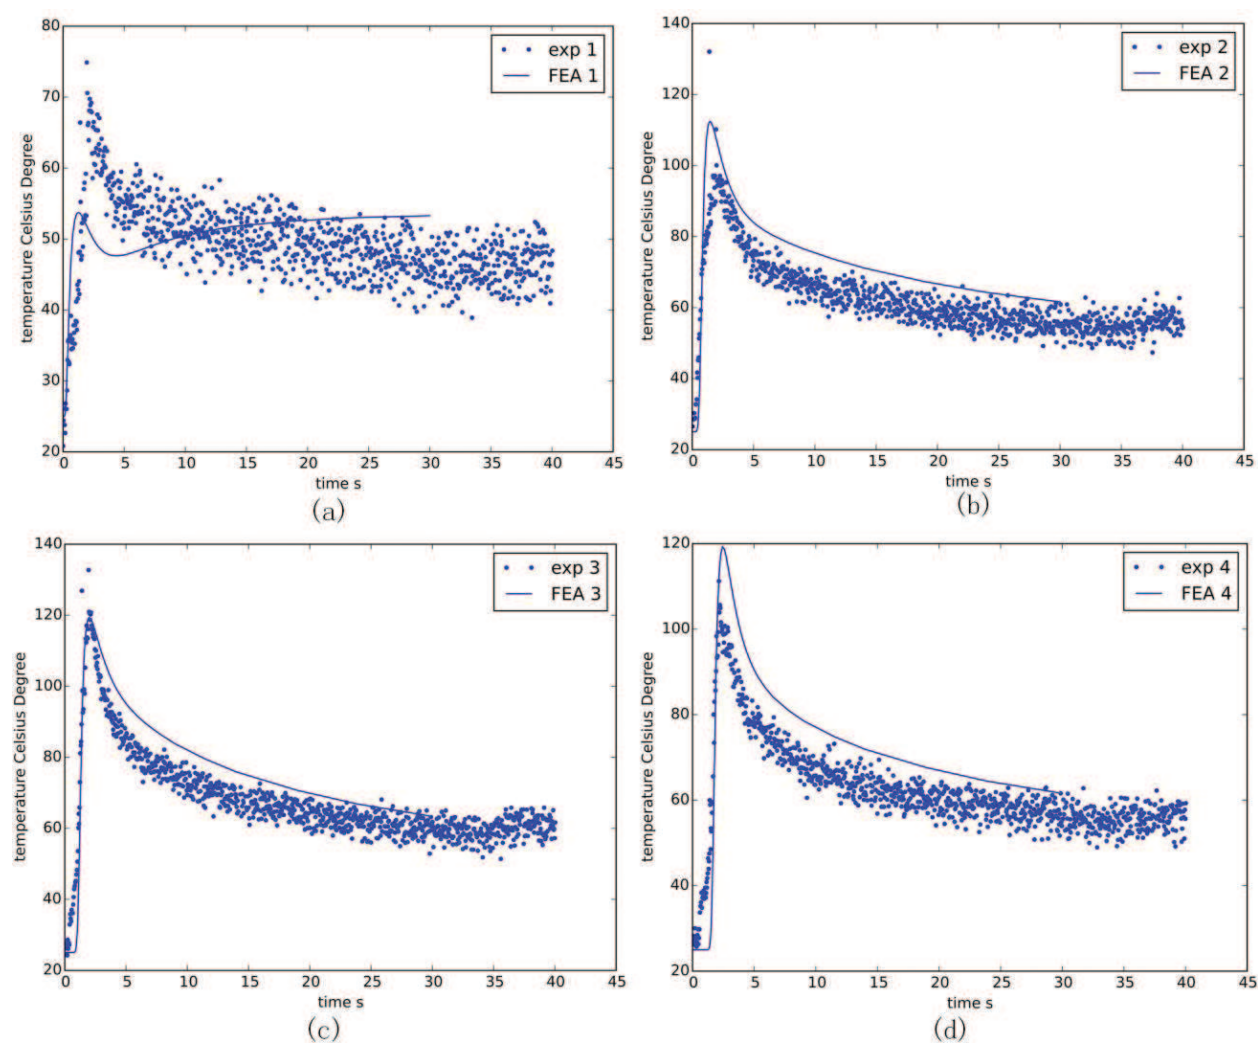 80
70
60
50
40
30
20
temperature Celsius Degree
exp 1
FEA 1
0 5 10 15 20 25 30 35 40 45
time s
(a)
140
120
100
80
60
40
20
temperature Celsius Degree
exp 2
FEA 2
0 5 10 15 20 25 30 35 40 45
time s
(b)
140
120
100
80
60
40
20
temperature Celsius Degree
exp 3
FEA 3
0 5 10 15 20 25 30 35 40 45
time s
(c)
120
100
80
60
40
20
temperature Celsius Degree
exp 4
FEA 4
0 5 10 15 20 25 30 35 40 45
time s
(d)